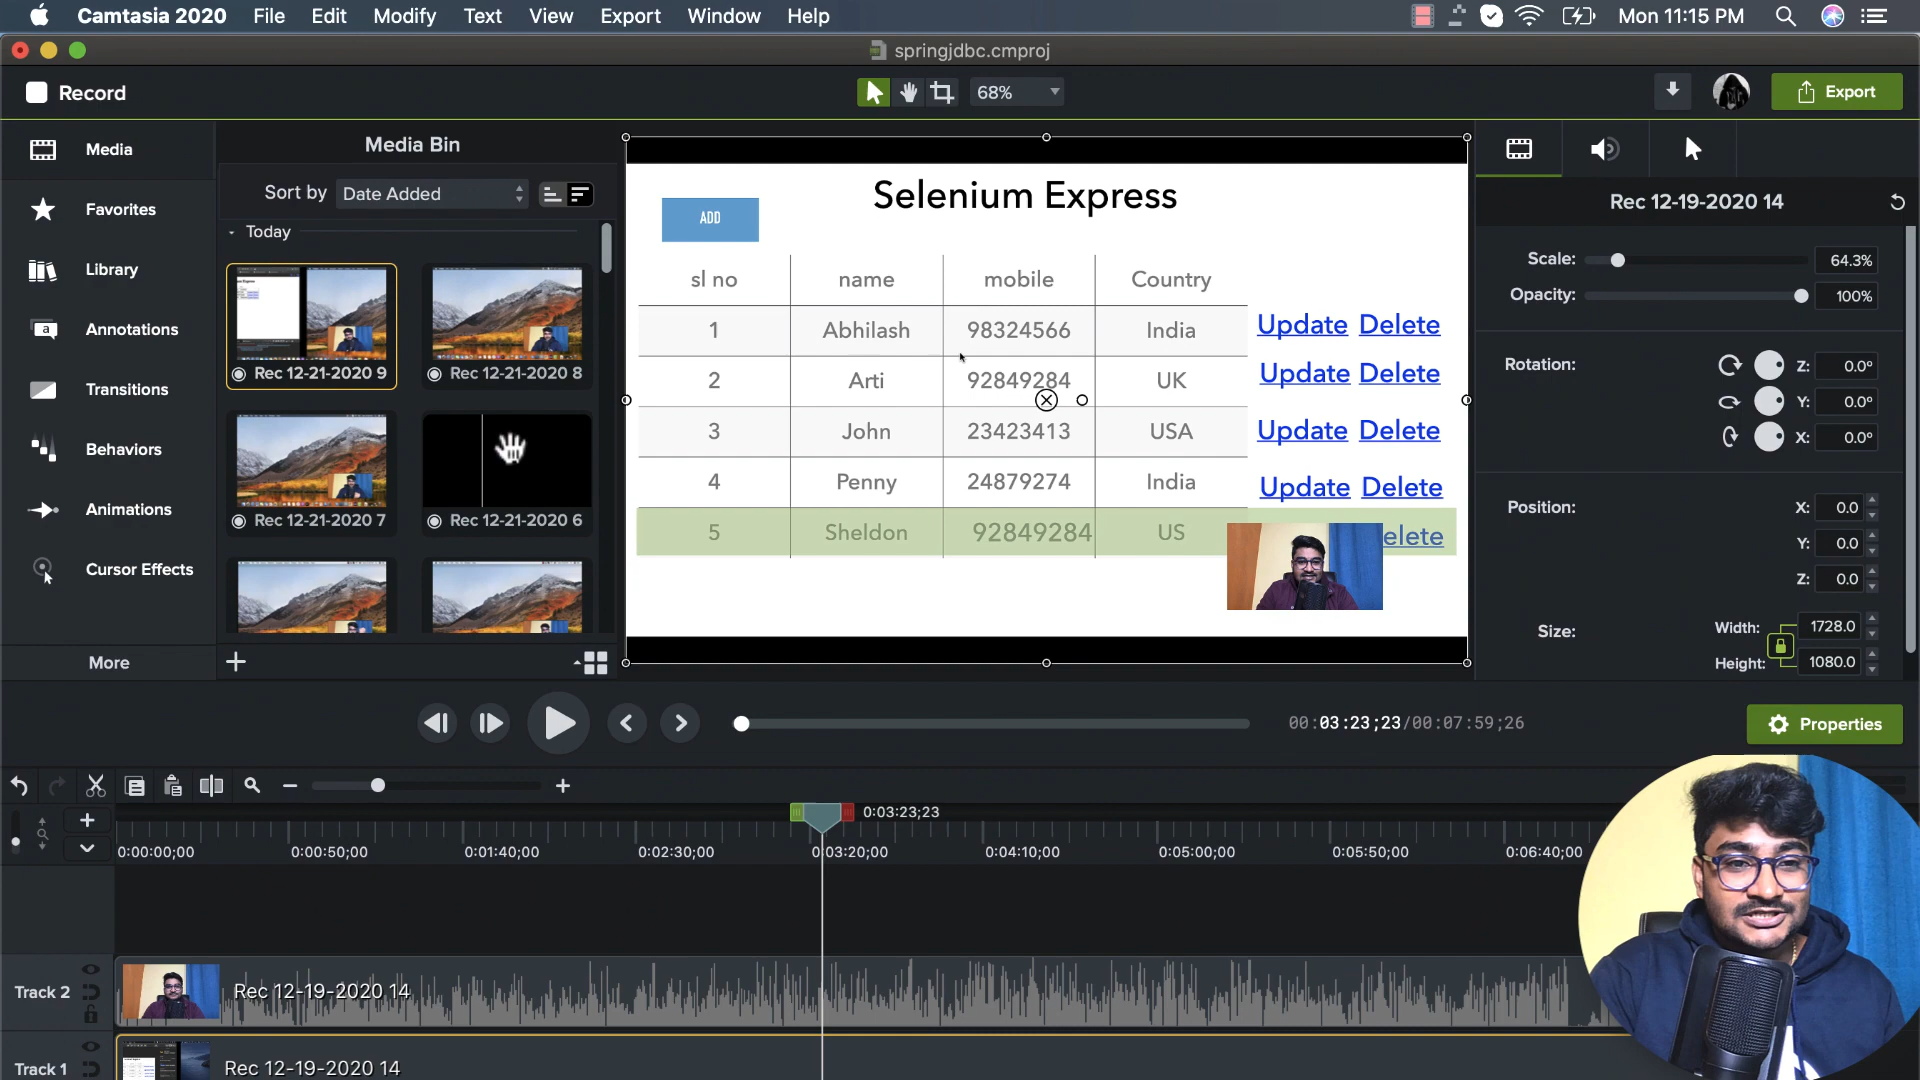 Camtasia 2020 File Edit Modify Text View Export Window Help Mon 11:15 PM
springjdbc.cmproj
Record 68% Export
Media
Favorites
Library
Annotations
Transitions
Behaviors
Animations
Cursor Effects
More
Media Bin
Sort by Date Added
Today
Rec 12-21-2020 9 Rec 12-21-2020 8
Rec 12-21-2020 7 Rec 12-21-2020 6
Selenium Express
ADD
sl no name mobile Country
1 Abhilash 98324566 India Update Delete
2 Arti 92849284 UK Update Delete
3 John 23423413 USA Update Delete
4 Penny 24879274 India Update Delete
5 Sheldon 92849284 US elete
Rec 12-19-2020 14
Scale: 64.3%
Opacity: 100%
Rotation: Z: 0.0°
Y: 0.0°
X: 0.0°
Position: X: 0.0
Y: 0.0
Z: 0.0
Size: Width: 1728.0
Height: 1080.0
00:03:23;23/00:07:59;26
Properties
0:03:23;23
0:00:00;00 0:00:50;00 0:01:40;00 0:02:30;00 0:03:20;00 0:04:10;00 0:05:00;00 0:05:50;00 0:06:40;00
Track 2 Rec 12-19-2020 14
Track 1 Rec 12-19-2020 14